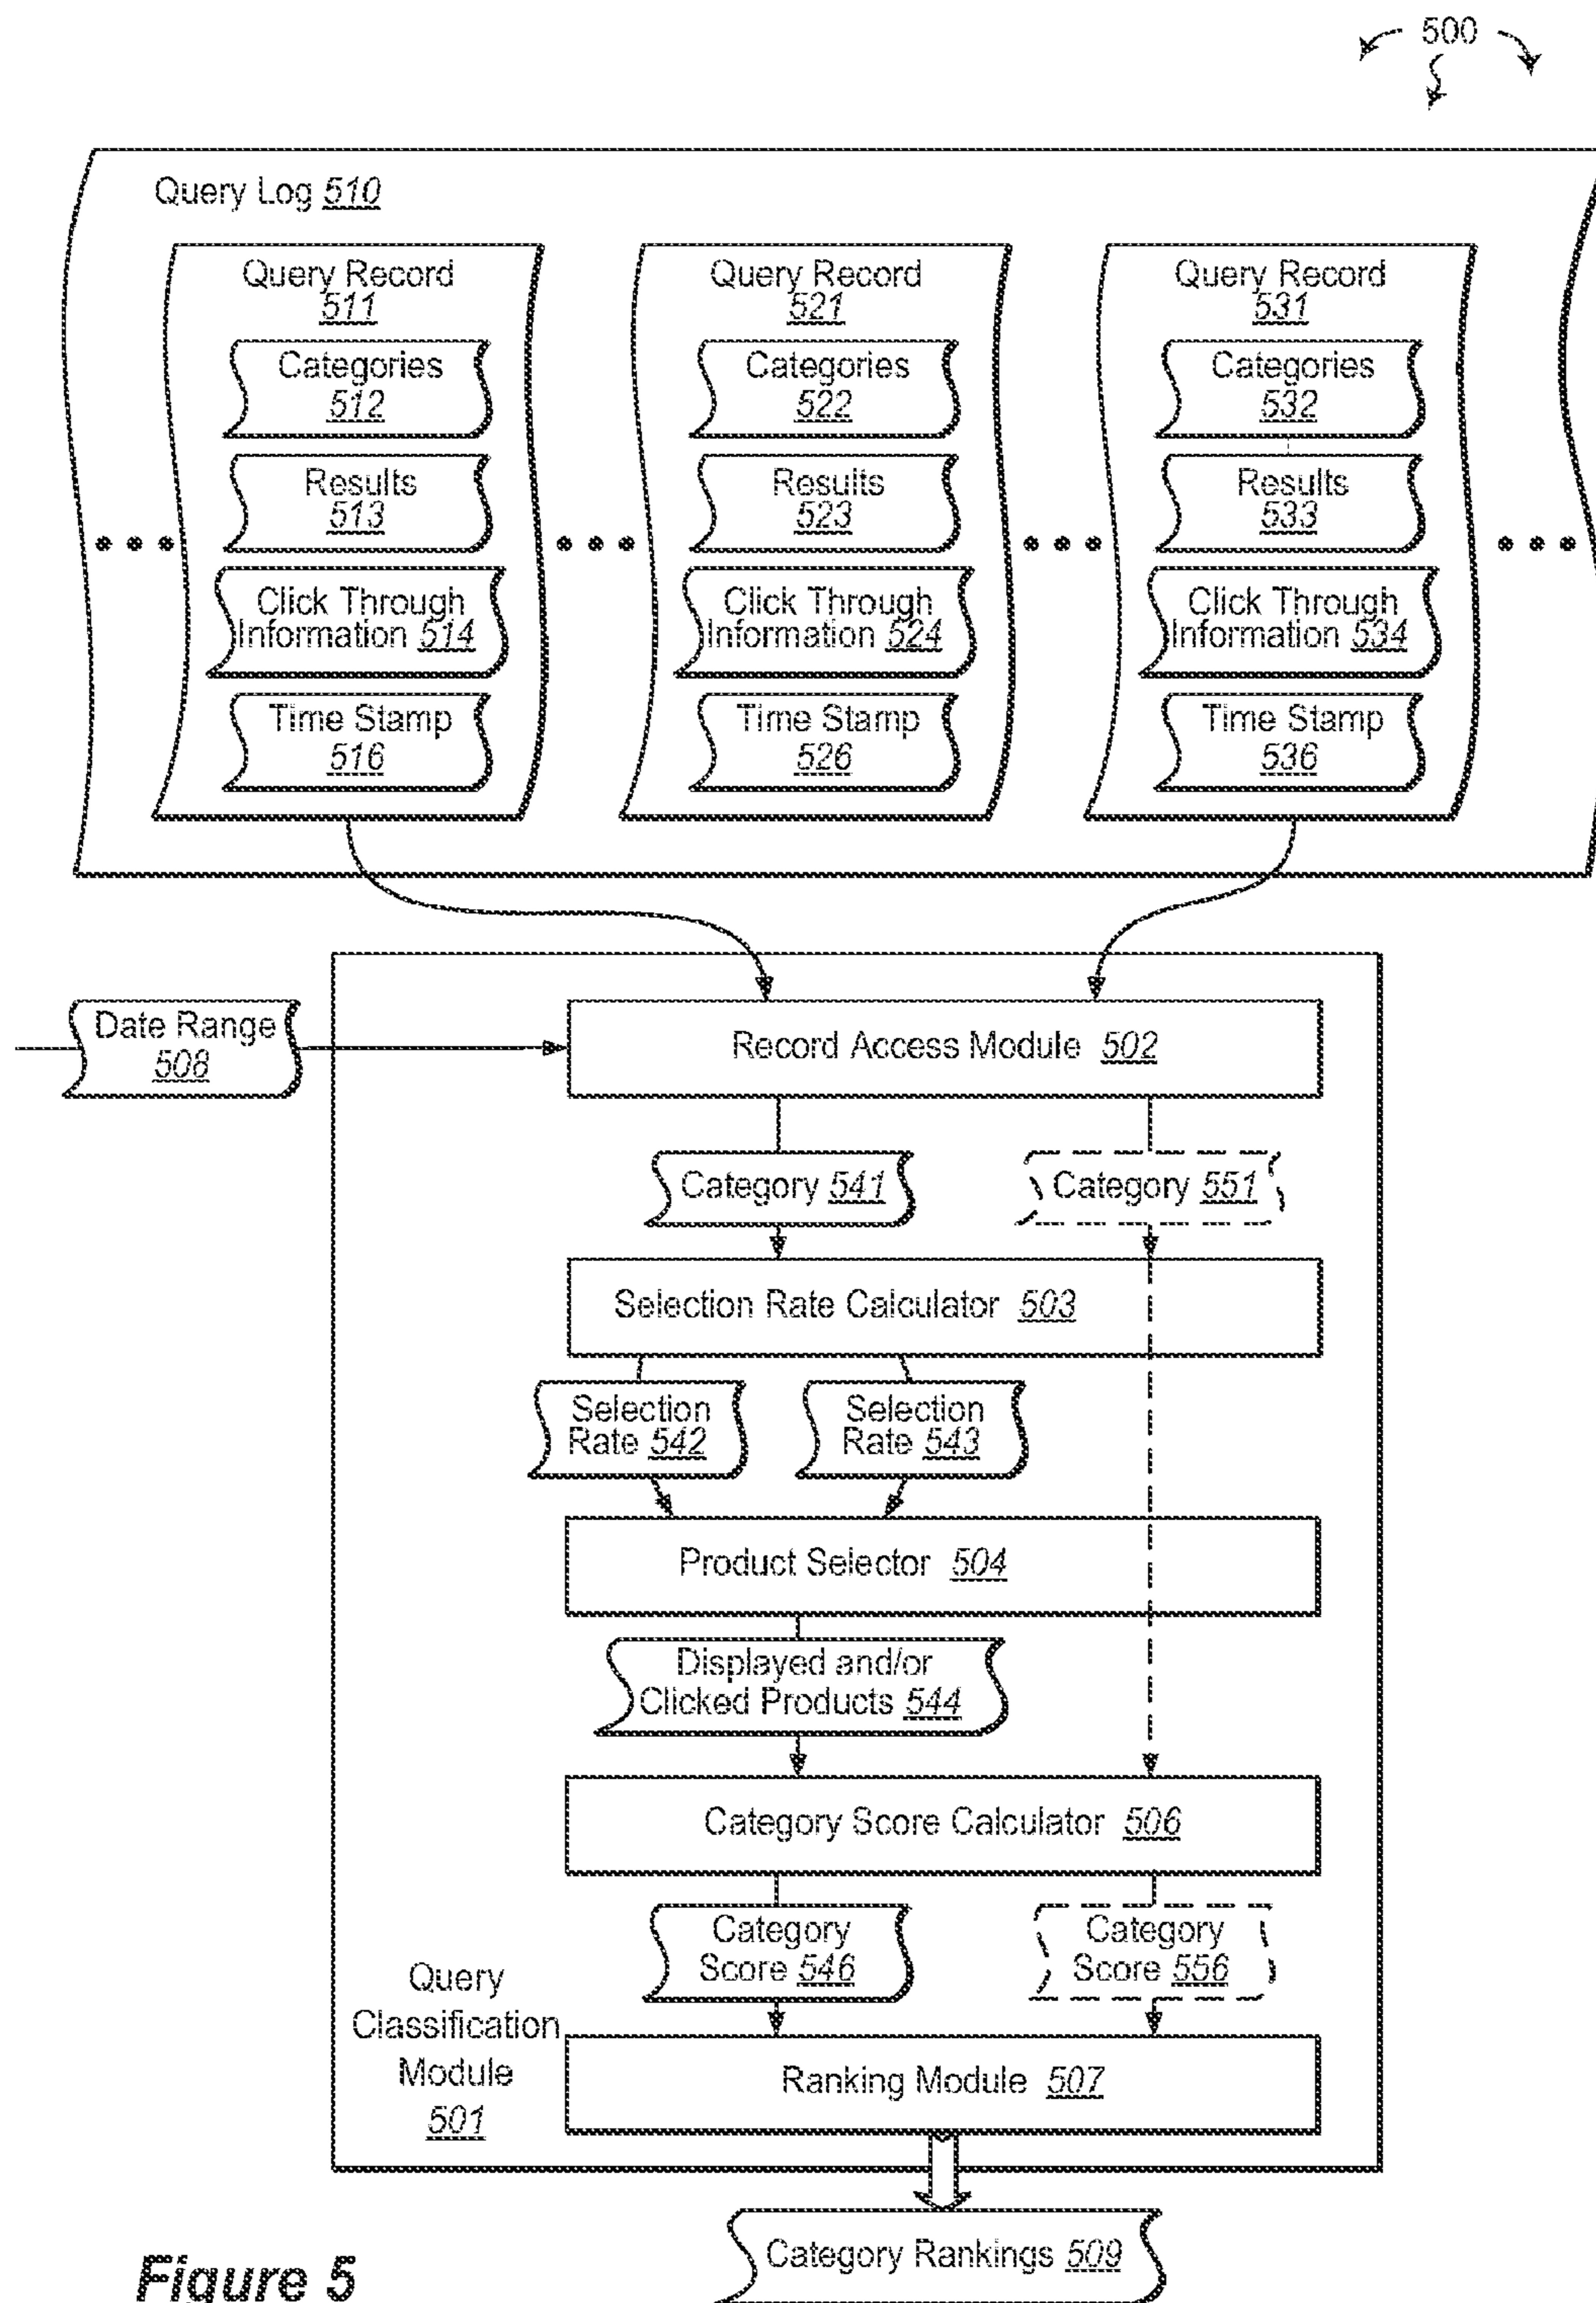 500
Query Log 510
Query Record
511
Categories
512
Results
513
Click Through
Information 514
Time Stamp
516
Query Record
521
Categories
522
Results
523
Click Through
Information 524
Time Stamp
526
Query Record
531
Categories
532
Results
533
Click Through
Information 534
Time Stamp
536
Date Range
508
Record Access Module 502
Category 541
Category 551
Selection Rate Calculator 503
Selection
Rate 542
Selection
Rate 543
Product Selector 504
Displayed and/or
Clicked Products 544
Category Score Calculator 506
Category
Score 546
Category
Score 556
Query
Classification
Module
501
Ranking Module 507
Category Rankings 509
Figure 5